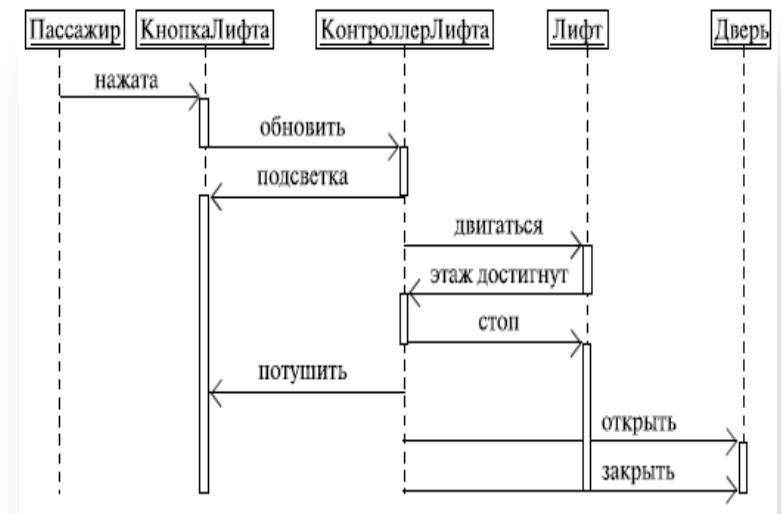 Пассажир
КнопкаЛифта
КонтроллерЛифта
Лифт
Дверь
нажата
обновить
подсветка
двигаться
этаж достигнут
стоп
потушить
открыть
закрыть